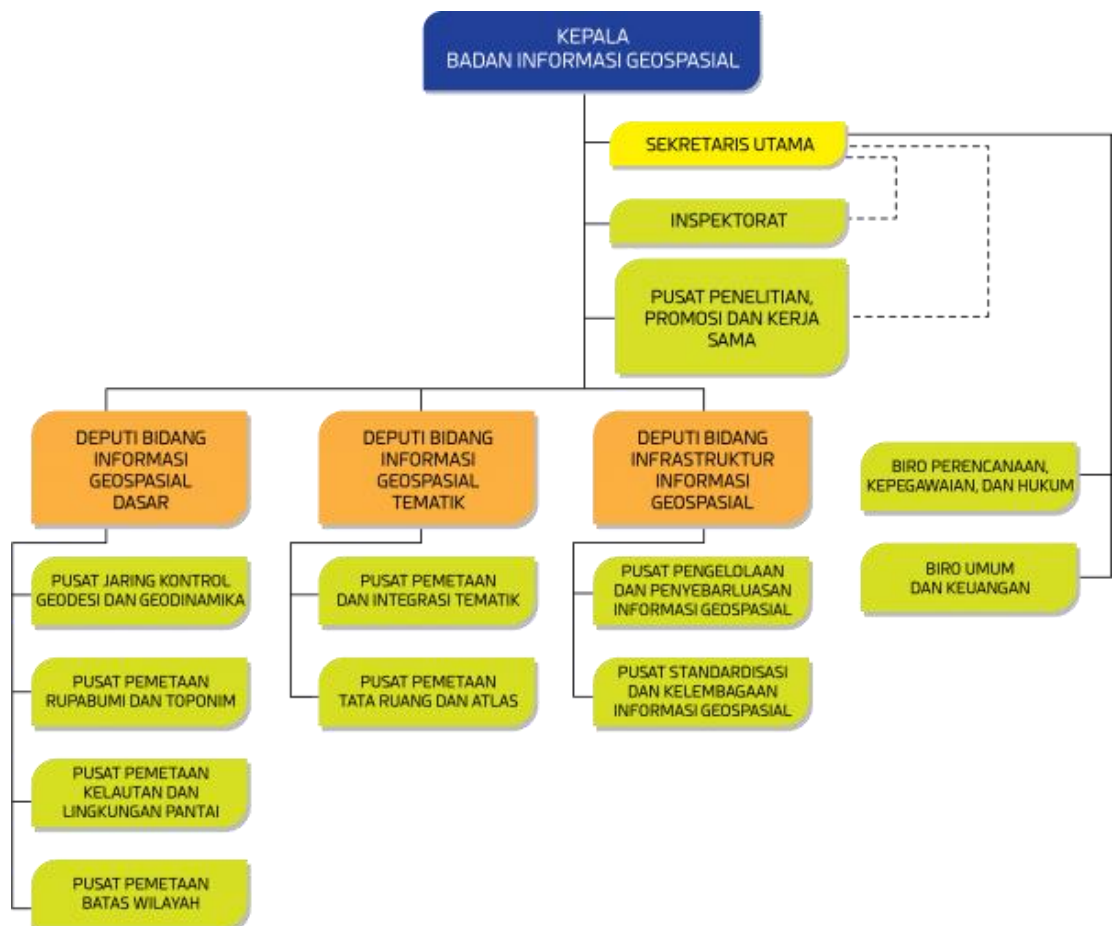 KEPALA
BADAN INFORMASI GEOSPASIAL
SEKRETARIS UTAMA
INSPEKTORAT
PUSAT PENELITIAN,
PROMOSI DAN KERJA
SAMA
DEPUTI BIDANG
INFORMASI
GEOSPASIAL
DASAR
DEPUTI BIDANG
INFORMASI
GEOSPASIAL
TEMATIK
DEPUTI BIDANG
INFRASTRUKTUR
INFORMASI
GEOSPASIAL
BIRO PERENCANAAN,
KEPEGAWAIAN, DAN HUKUM
BIRO UMUM
DAN KEUANGAN
PUSAT JARING KONTROL
GEODESI DAN GEODINAMIKA
PUSAT PEMETAAN
RUPABUMI DAN TOPONIM
PUSAT PEMETAAN
KELAUTAN DAN
LINGKUNGAN PANTAI
PUSAT PEMETAAN
BATAS WILAYAH
PUSAT PEMETAAN
DAN INTEGRASI TEMATIK
PUSAT PEMETAAN
TATA RUANG DAN ATLAS
PUSAT PENGELOLAAN
DAN PENYEBARLUASAN
INFORMASI GEOSPASIAL
PUSAT STANDARDISASI
DAN KELEMBAGAAN
INFORMASI GEOSPASIAL